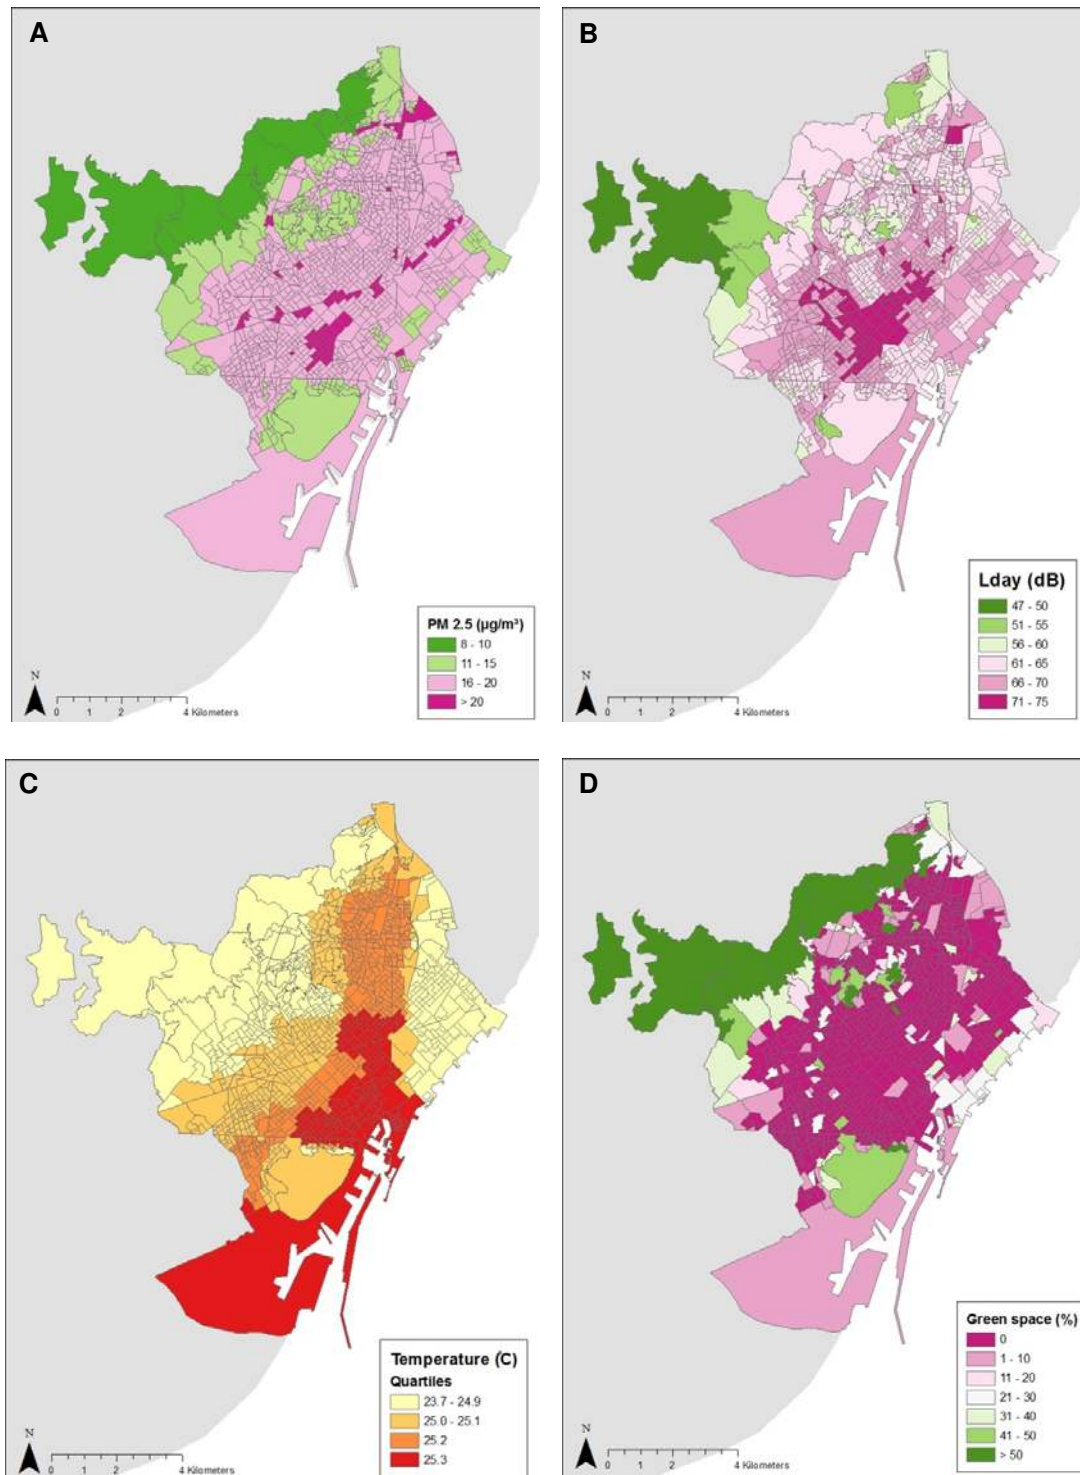 A
PM 2.5 (µg/m³)
8 - 10
11 - 15
16 - 20
> 20
N
0 1 2 4 Kilometers
B
Lday (dB)
47 - 50
51 - 55
56 - 60
61 - 65
66 - 70
71 - 75
N
0 1 2 4 Kilometers
C
Temperature (C)
Quartiles
23.7 - 24.9
25.0 - 25.1
25.2
25.3
N
0 1 2 4 Kilometers
D
Green space (%)
0
1 - 10
11 - 20
21 - 30
31 - 40
41 - 50
> 50
N
0 1 2 4 Kilometers